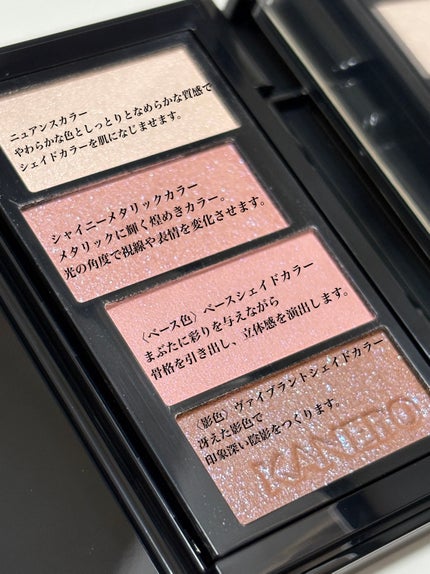 ニュアンスカラー
やわらかな色としっとりとなめらかな質感で
シェイドカラーを肌になじませます。
シャイニーメタリックカラー
メタリックに輝く煌めきカラー。
光の角度で視線や表情を変化させます。
〈ベース色〉ベースシェイドカラー
まぶたに彩りを与えながら
骨格を引き出し、立体感を演出します。
〈影色〉ヴァイブラントシェイドカラー
冴えた影色で
印象深い陰影をつくります。
KANEBO